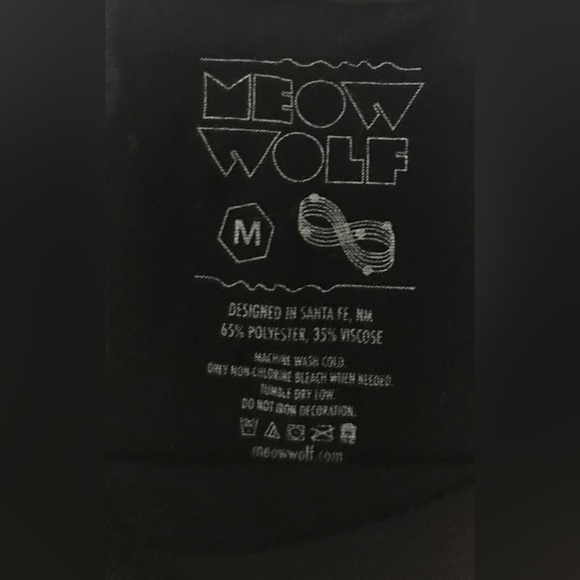 MEOW
WOLF
M
DESIGNED IN SANTA FE, NM
65% POLYESTER, 35% VISCOSE
MACHINE WASH COLD.
ONLY NON-CHLORINE BLEACH WHEN NEEDED.
TUMBLE DRY LOW.
DO NOT IRON DECORATION.
meowwolf.com